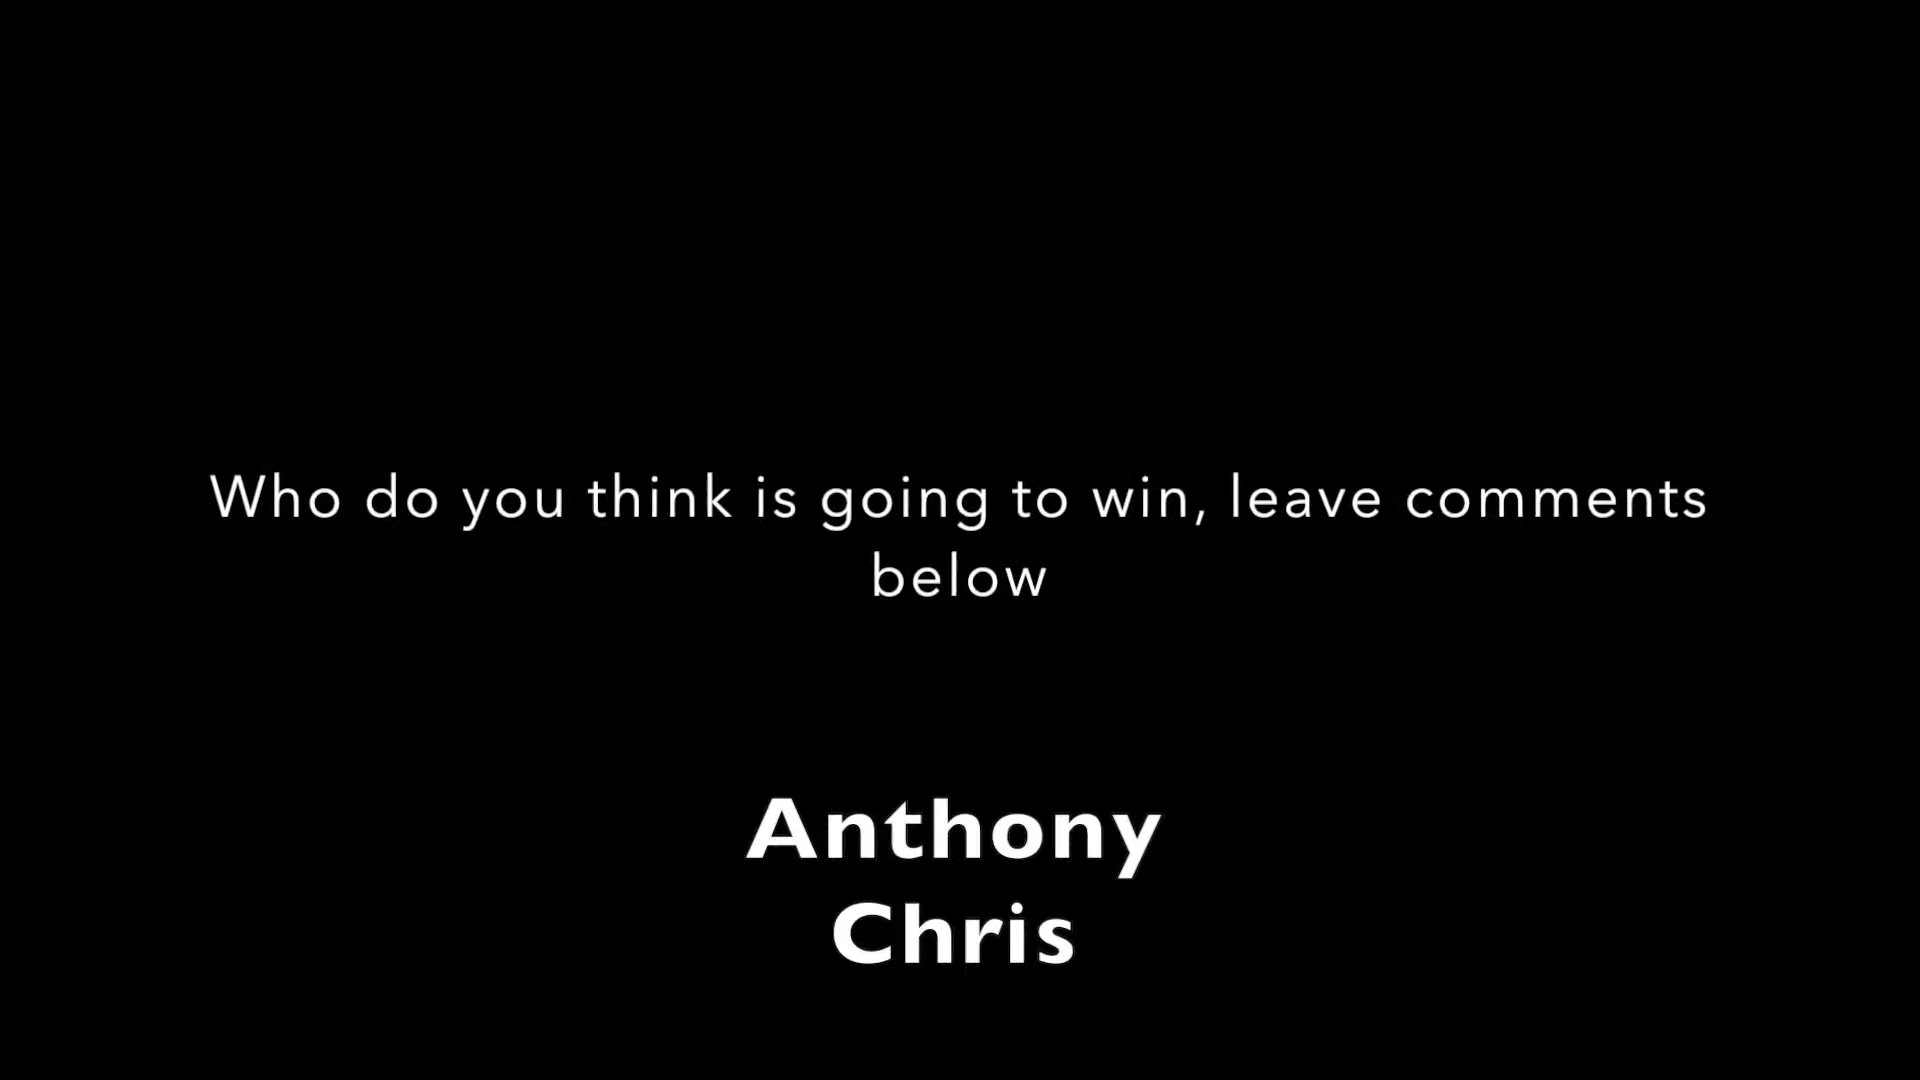 Who do you think is going to win, leave comments
below
Anthony
Chris